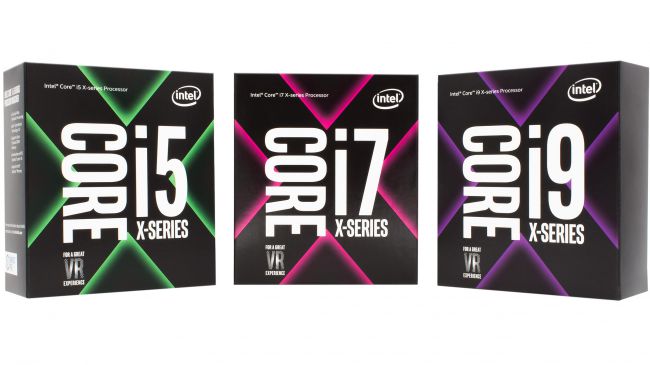 Intel® Core™ i5 X-series Processor
intel
CORE
i5
X-SERIES
FOR A GREAT
VR
EXPERIENCE
Intel® Core™ i7 X-series Processor
intel
CORE
i7
X-SERIES
FOR A GREAT
VR
EXPERIENCE
Intel® Core™ i9 X-series Processor
intel
CORE
i9
X-SERIES
FOR A GREAT
VR
EXPERIENCE